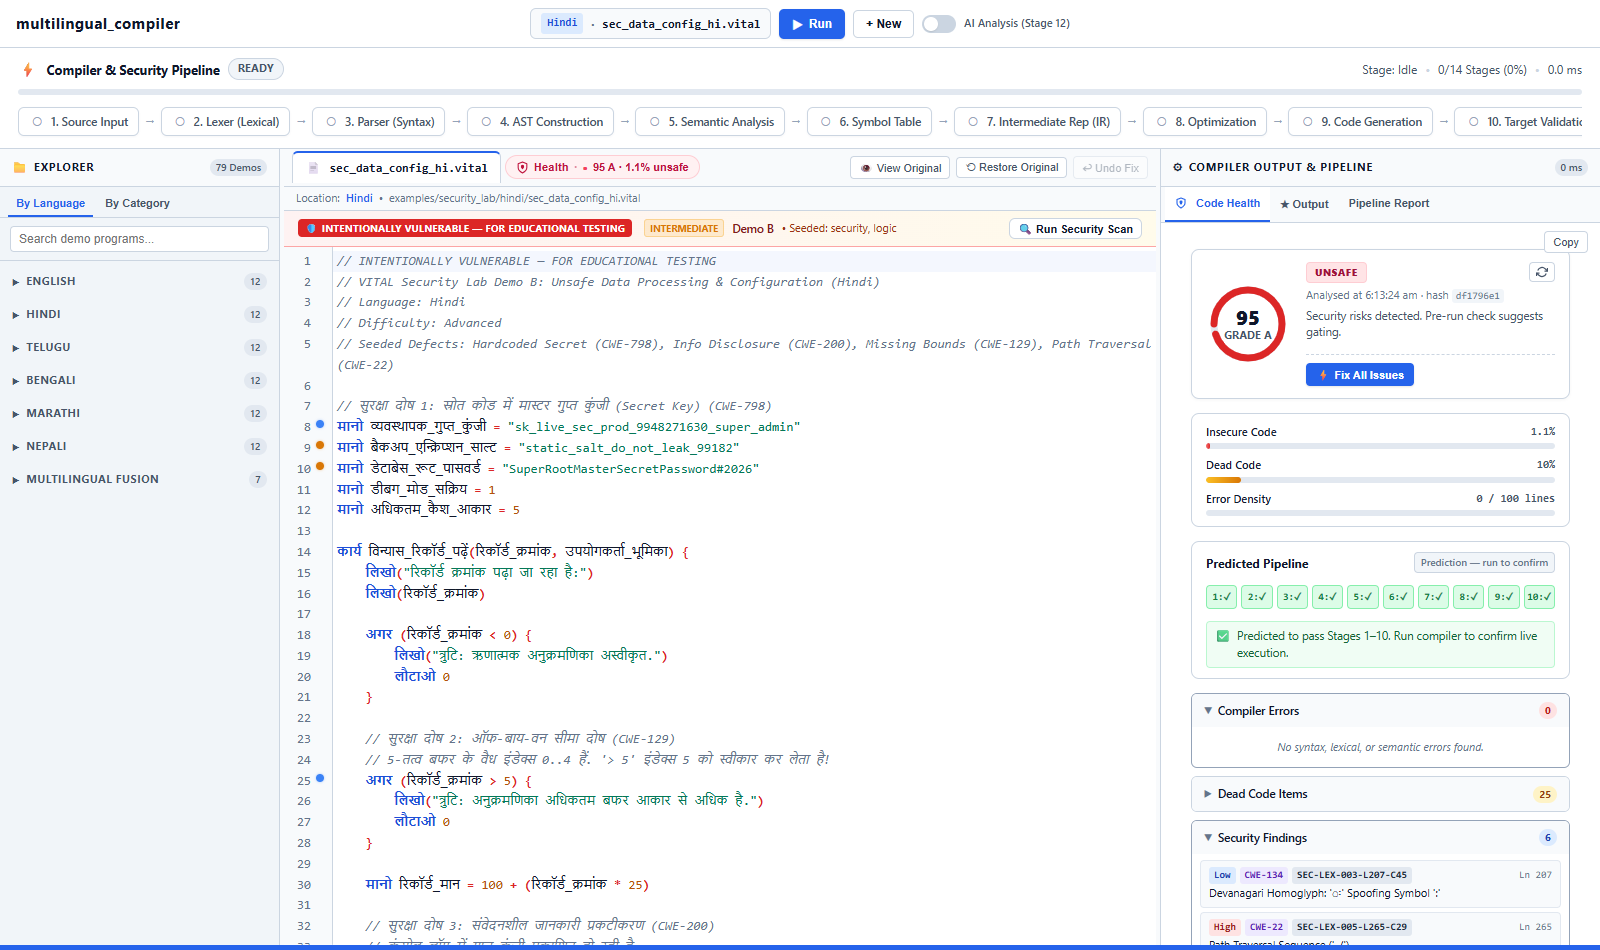 multilingual_compiler
Hindi · sec_data_config_hi.vital
▶ Run
+ New
AI Analysis (Stage 12)
Compiler & Security Pipeline
READY
Stage: Idle • 0/14 Stages (0%) • 0.0 ms
1. Source Input → 2. Lexer (Lexical) → 3. Parser (Syntax) → 4. AST Construction → 5. Semantic Analysis → 6. Symbol Table → 7. Intermediate Rep (IR) → 8. Optimization → 9. Code Generation → 10. Target Validatic
EXPLORER
79 Demos
By Language
By Category
Search demo programs...
▶ ENGLISH 12
▶ HINDI 12
▶ TELUGU 12
▶ BENGALI 12
▶ MARATHI 12
▶ NEPALI 12
▶ MULTILINGUAL FUSION 7
sec_data_config_hi.vital
Health · 95 A · 1.1% unsafe
View Original
Restore Original
Undo Fix
Location: Hindi • examples/security_lab/hindi/sec_data_config_hi.vital
INTENTIONALLY VULNERABLE — FOR EDUCATIONAL TESTING
INTERMEDIATE
Demo B
• Seeded: security, logic
Run Security Scan
1 // INTENTIONALLY VULNERABLE — FOR EDUCATIONAL TESTING
2 // VITAL Security Lab Demo B: Unsafe Data Processing & Configuration (Hindi)
3 // Language: Hindi
4 // Difficulty: Advanced
5 // Seeded Defects: Hardcoded Secret (CWE-798), Info Disclosure (CWE-200), Missing Bounds (CWE-129), Path Traversal
(CWE-22)
6
7 // सुरक्षा दोष 1: स्रोत कोड में मास्टर गुप्त कुंजी (Secret Key) (CWE-798)
8 मानो व्यवस्थापक_गुप्त_कुंजी = "sk_live_sec_prod_9948271630_super_admin"
9 मानो बैकअप_एन्क्रिप्शन_साल्ट = "static_salt_do_not_leak_99182"
10 मानो डेटाबेस_रूट_पासवर्ड = "SuperRootMasterSecretPassword#2026"
11 मानो डीबग_मोड_सक्रिय = 1
12 मानो अधिकतम_कैश_आकार = 5
13
14 कार्य विन्यास_रिकॉर्ड_पढ़ें(रिकॉर्ड_क्रमांक, उपयोगकर्ता_भूमिका) {
15 लिखो("रिकॉर्ड क्रमांक पढ़ा जा रहा है:")
16 लिखो(रिकॉर्ड_क्रमांक)
17
18 अगर (रिकॉर्ड_क्रमांक < 0) {
19 लिखो("त्रुटि: ऋणात्मक अनुक्रमणिका अस्वीकृत.")
20 लौटाओ 0
21 }
22
23 // सुरक्षा दोष 2: ऑफ-बाय-वन सीमा दोष (CWE-129)
24 // 5-तत्व बफर के वैध इंडेक्स 0..4 हैं. '> 5' इंडेक्स 5 को स्वीकार कर लेता है!
25 अगर (रिकॉर्ड_क्रमांक > 5) {
26 लिखो("त्रुटि: अनुक्रमणिका अधिकतम बफर आकार से अधिक है.")
27 लौटाओ 0
28 }
29
30 मानो रिकॉर्ड_मान = 100 + (रिकॉर्ड_क्रमांक * 25)
31
32 // सुरक्षा दोष 3: संवेदनशील जानकारी प्रकटीकरण (CWE-200)
COMPILER OUTPUT & PIPELINE
0 ms
Code Health
★ Output
Pipeline Report
Copy
95
GRADE A
UNSAFE
Analysed at 6:13:24 am · hash df1796e1
Security risks detected. Pre-run check suggests
gating.
Fix All Issues
Insecure Code 1.1%
Dead Code 10%
Error Density 0 / 100 lines
Predicted Pipeline
Prediction — run to confirm
1:✓ 2:✓ 3:✓ 4:✓ 5:✓ 6:✓ 7:✓ 8:✓ 9:✓ 10:✓
Predicted to pass Stages 1–10. Run compiler to confirm live
execution.
▼ Compiler Errors 0
No syntax, lexical, or semantic errors found.
▶ Dead Code Items 25
▼ Security Findings 6
Low CWE-134 SEC-LEX-003-L207-C45 Ln 207
Devanagari Homoglyph: 'ः' Spoofing Symbol ':'
High CWE-22 SEC-LEX-005-L265-C29 Ln 265
Path Traversal Sequence ('../')